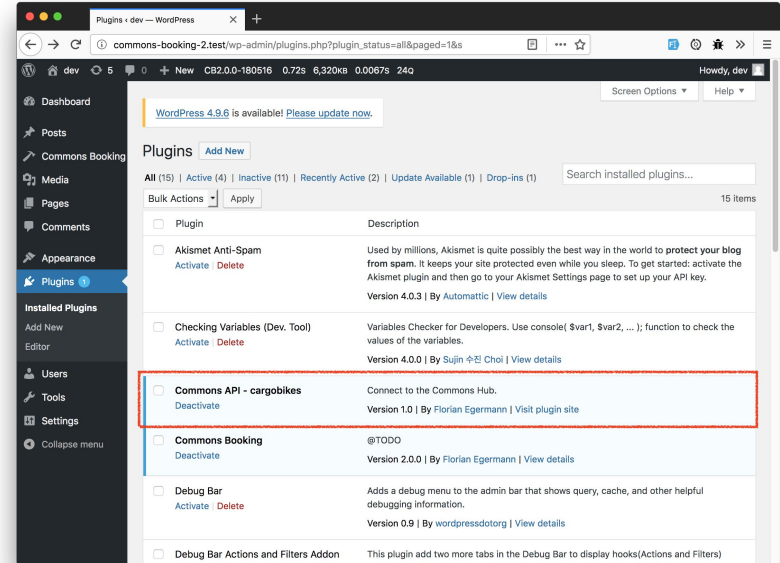 Plugins ‹ dev — WordPress
commons-booking-2.test/wp-admin/plugins.php?plugin_status=all&paged=1&s
dev 5 0 + New CB2.0.0-180516 0.72s 6,320KB 0.0067s 24Q Howdy, dev
Screen Options ▼ Help ▼
Dashboard
Posts
Commons Booking
Media
Pages
Comments
Appearance
Plugins 1
Installed Plugins
Add New
Editor
Users
Tools
Settings
Collapse menu
WordPress 4.9.6 is available! Please update now.
Plugins Add New
All (15) | Active (4) | Inactive (11) | Recently Active (2) | Update Available (1) | Drop-ins (1)
Search installed plugins...
Bulk Actions Apply 15 items
Plugin Description
Akismet Anti-Spam
Activate | Delete
Used by millions, Akismet is quite possibly the best way in the world to protect your blog
from spam. It keeps your site protected even while you sleep. To get started: activate the
Akismet plugin and then go to your Akismet Settings page to set up your API key.
Version 4.0.3 | By Automattic | View details
Checking Variables (Dev. Tool)
Activate | Delete
Variables Checker for Developers. Use console( $var1, $var2, ... ); function to check the
values of the variables.
Version 4.0.0 | By Sujin 수진 Choi | View details
Commons API - cargobikes
Deactivate
Connect to the Commons Hub.
Version 1.0 | By Florian Egermann | Visit plugin site
Commons Booking
Deactivate
@TODO
Version 2.0.0 | By Florian Egermann | View details
Debug Bar
Activate | Delete
Adds a debug menu to the admin bar that shows query, cache, and other helpful
debugging information.
Version 0.9 | By wordpressdotorg | View details
Debug Bar Actions and Filters Addon
This plugin add two more tabs in the Debug Bar to display hooks(Actions and Filters)